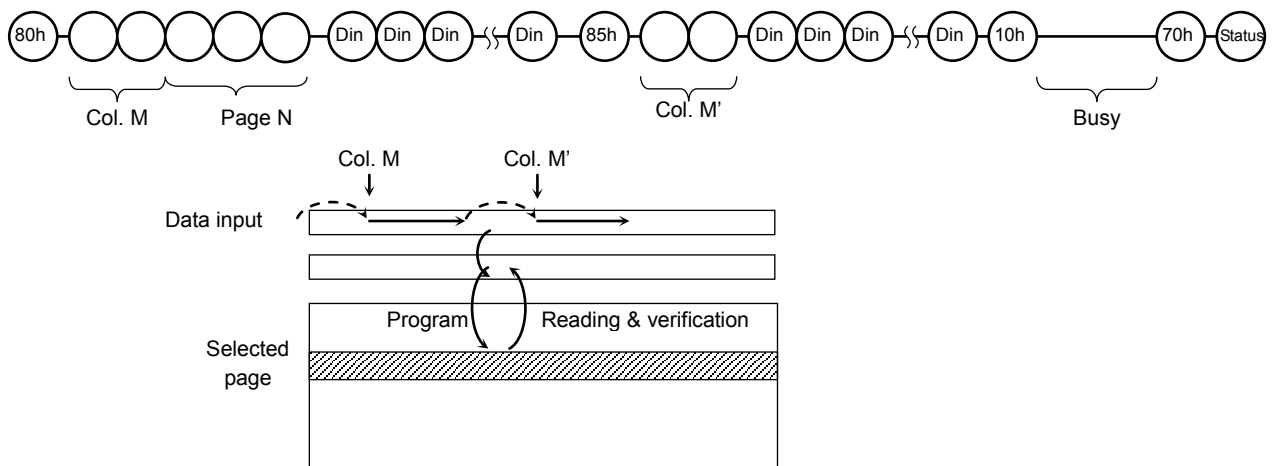 80h Din Din Din Din 85h Din Din Din Din 10h 70h Status
Col. M Page N Col. M’ Busy
Col. M Col. M’
Data input
Program Reading & verification
Selected
page